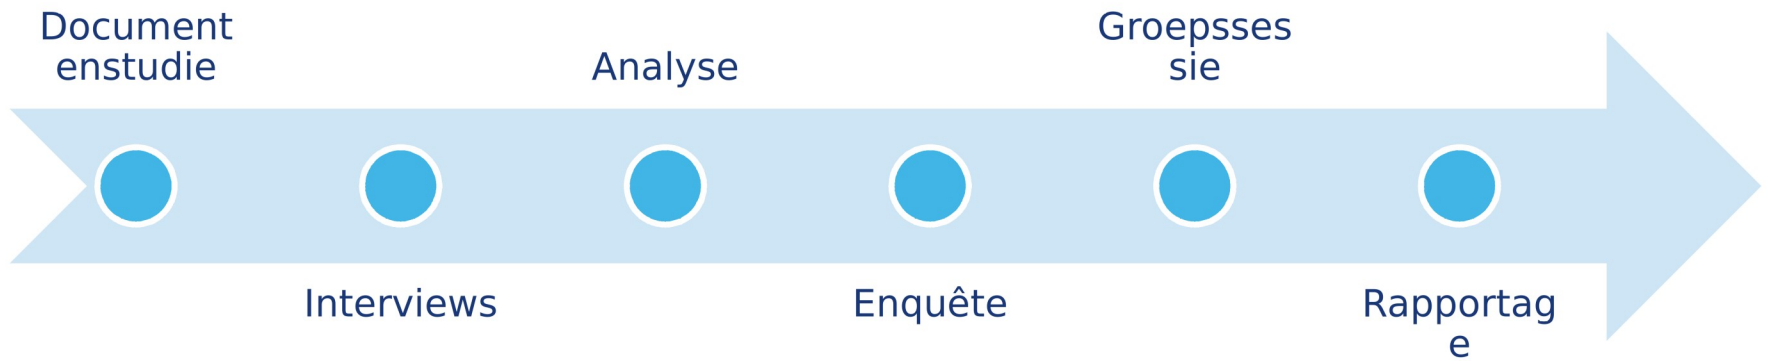 Document
enstudie
Interviews
Analyse
Enquête
Groepsses
sie
Rapportag
e